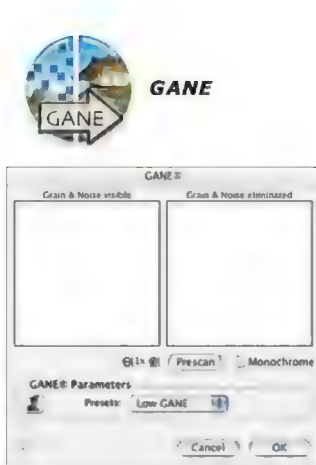 GANE
GANE
GANE®
Grain & Noise visible Grain & Noise eliminated
1x Prescan Monochrome
GANE® Parameters
Presets: Low GANE
Cancel OK